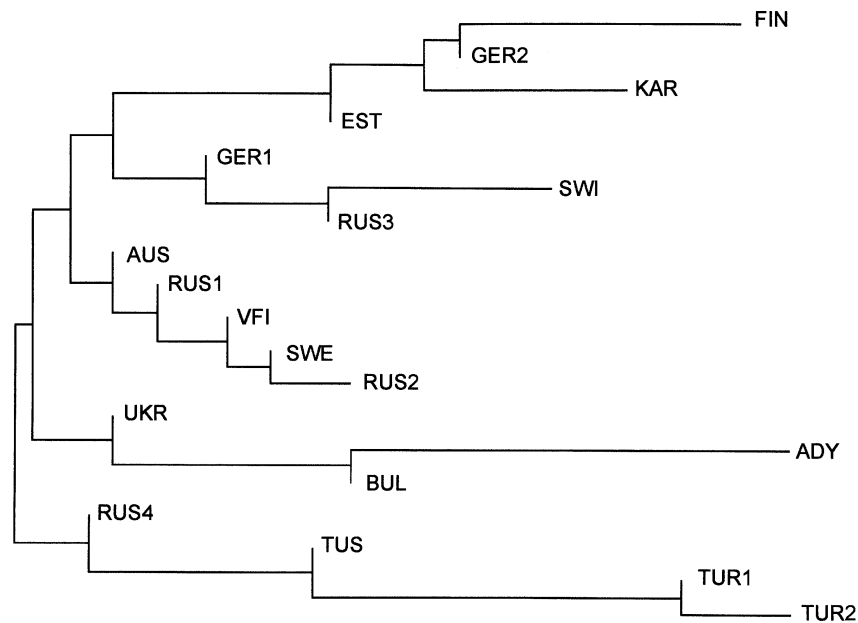 FIN
GER2
KAR
EST
GER1
SWI
RUS3
AUS
RUS1
VFI
SWE
RUS2
UKR
ADY
BUL
RUS4
TUS
TUR1
TUR2